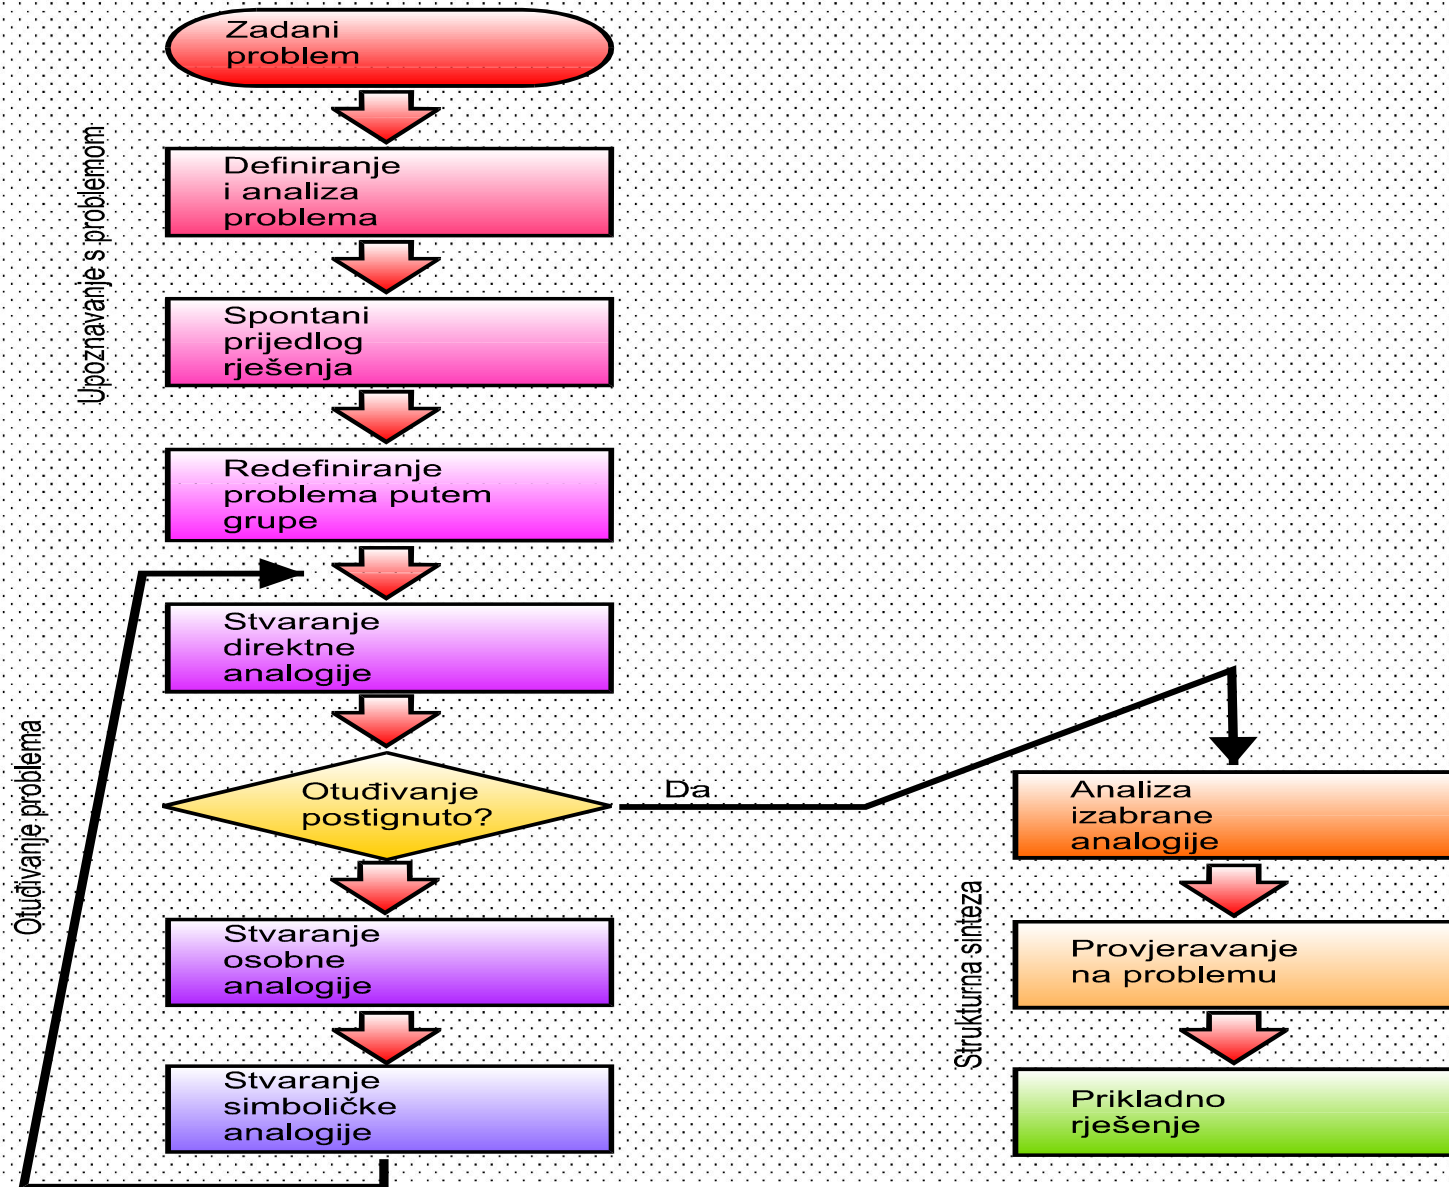 Zadani
problem
Upoznavanje s problemom
Definiranje
i analiza
problema
Spontani
prijedlog
rješenja
Redefiniranje
problema putem
grupe
Otuđivanje problema
Stvaranje
direktne
analogije
Otuđivanje
postignuto?
Da
Stvaranje
osobne
analogije
Stvaranje
simboličke
analogije
Strukturna sinteza
Analiza
izabrane
analogije
Provjeravanje
na problemu
Prikladno
rješenje